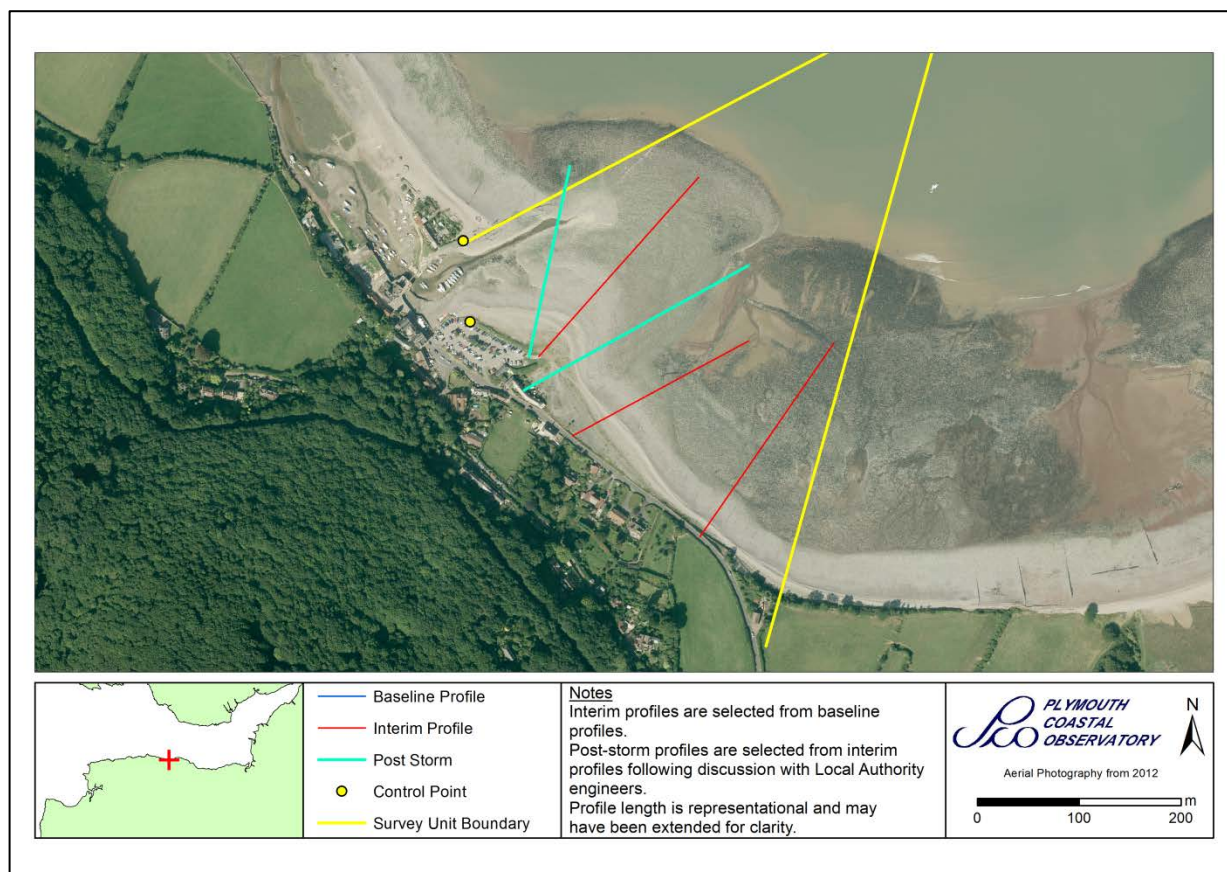 Baseline Profile
Interim Profile
Post Storm
Control Point
Survey Unit Boundary
Notes
Interim profiles are selected from baseline
profiles.
Post-storm profiles are selected from interim
profiles following discussion with Local Authority
engineers.
Profile length is representational and may
have been extended for clarity.
PLYMOUTH
COASTAL
OBSERVATORY
N
Aerial Photography from 2012
m
0 100 200